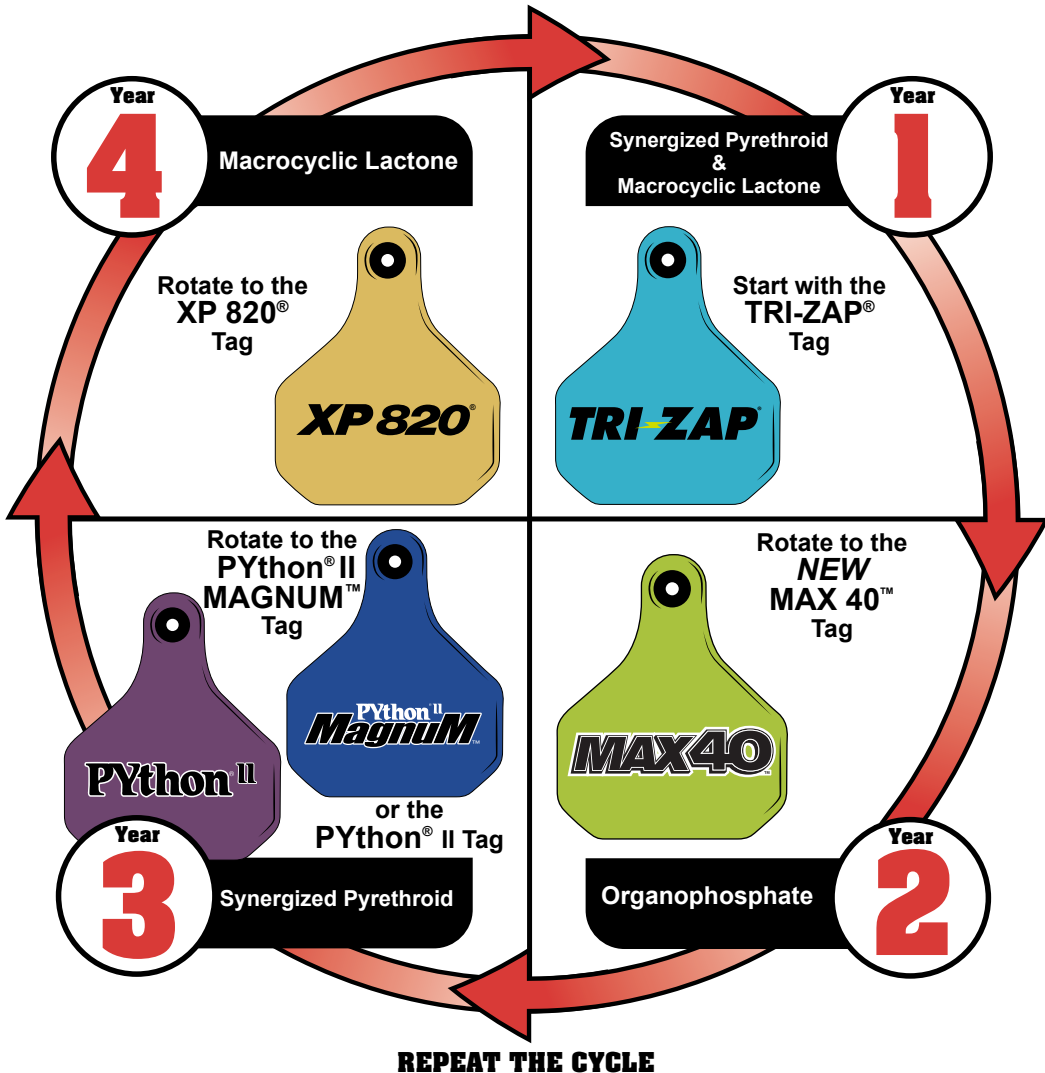 Year
1
Synergized Pyrethroid
&
Macrocyclic Lactone
Start with the
TRI-ZAP®
Tag
TRI-ZAP®
Rotate to the
NEW
MAX 40™
Tag
MAX40™
Organophosphate
Year
2
Rotate to the
PYthon® II
MAGNUM™
Tag
PYthon® II
MagnuM™
or the
PYthon® II Tag
PYthon® II
Year
3
Synergized Pyrethroid
Year
4
Macrocyclic Lactone
Rotate to the
XP 820®
Tag
XP 820®
REPEAT THE CYCLE